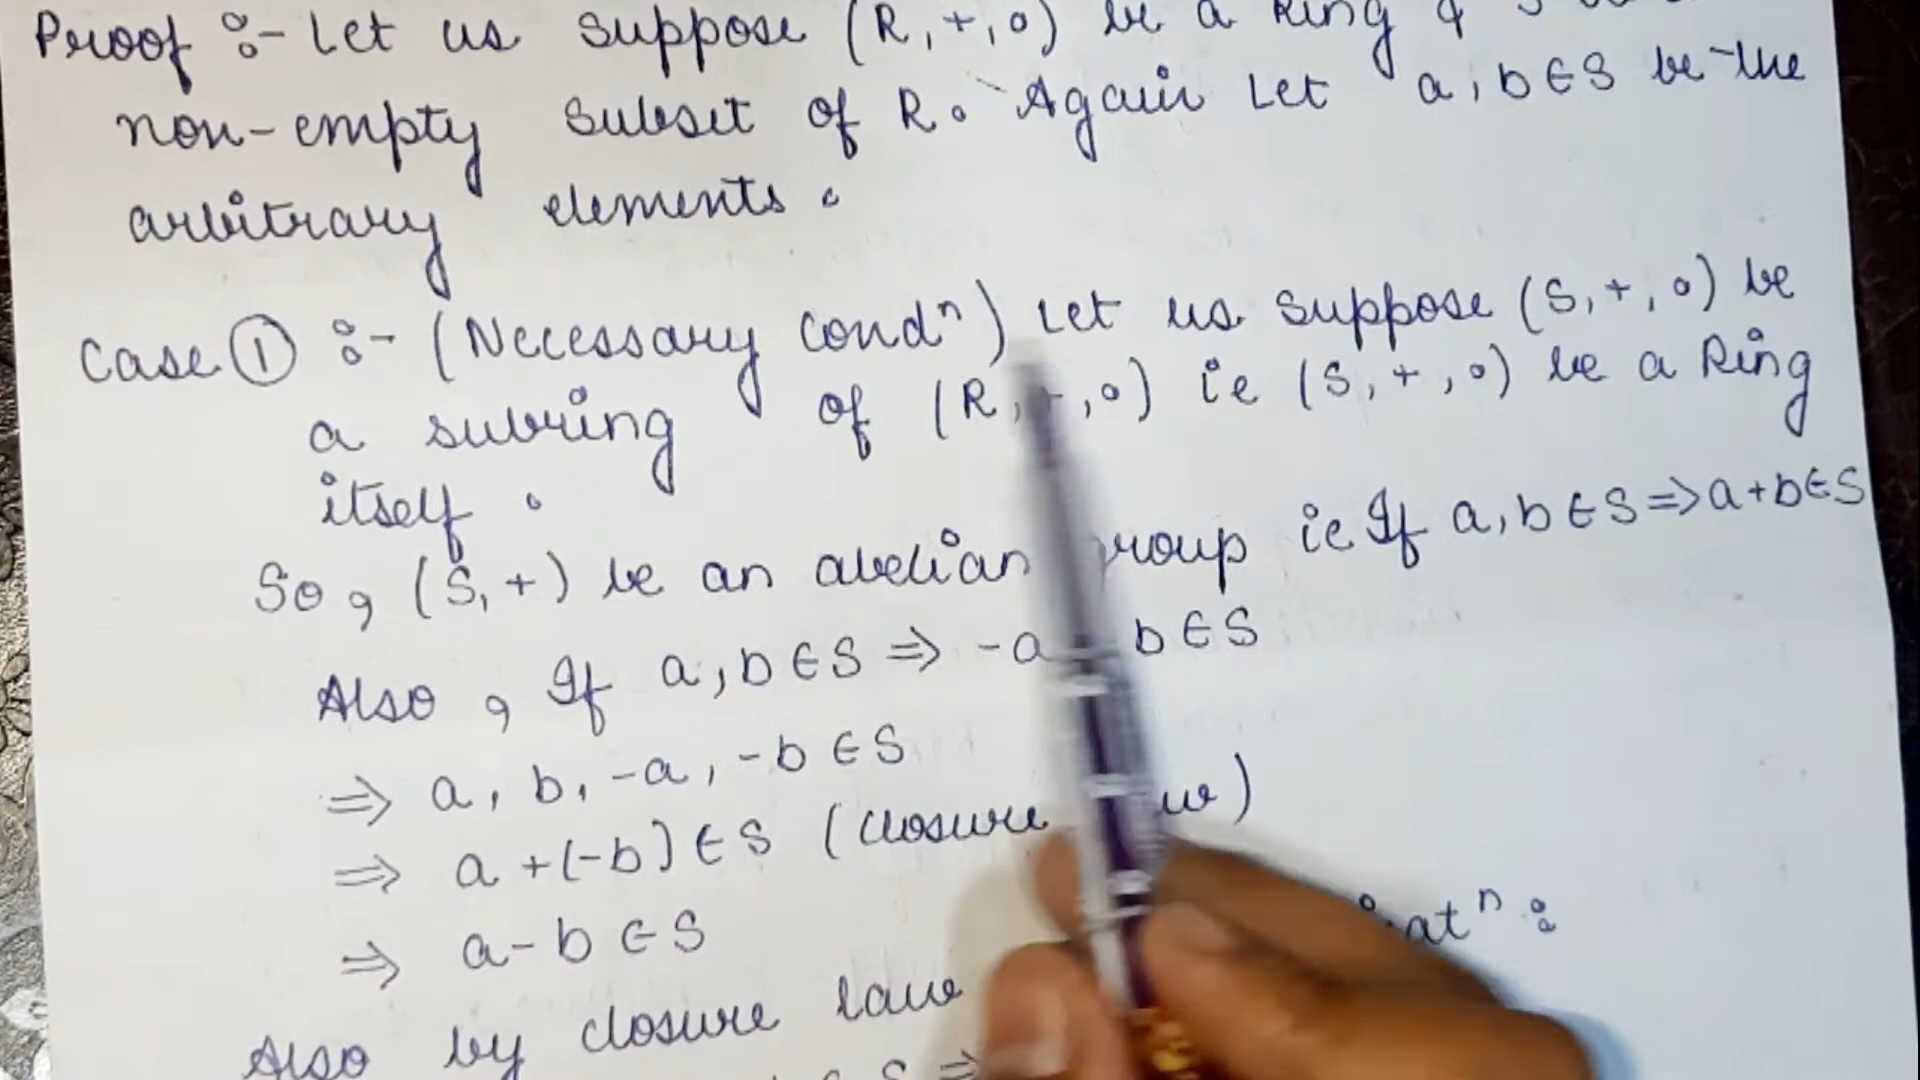 Proof :- Let us suppose (R, +, o) be a Ring & S
non-empty subset of R. Again Let a, b ∈ S be the
arbitrary elements.
Case ① :- (Necessary condⁿ) Let us suppose (S, +, o) be
a subring of (R, +, o) ie (S, +, o) be a Ring
itself.
So, (S, +) be an abelian group ie If a, b ∈ S ⇒ a+b ∈ S
Also, If a, b ∈ S ⇒ -a b ∈ S
⇒ a, b, -a, -b ∈ S
⇒ a + (-b) ∈ S (closure law)
⇒ a - b ∈ S
Also by closure law